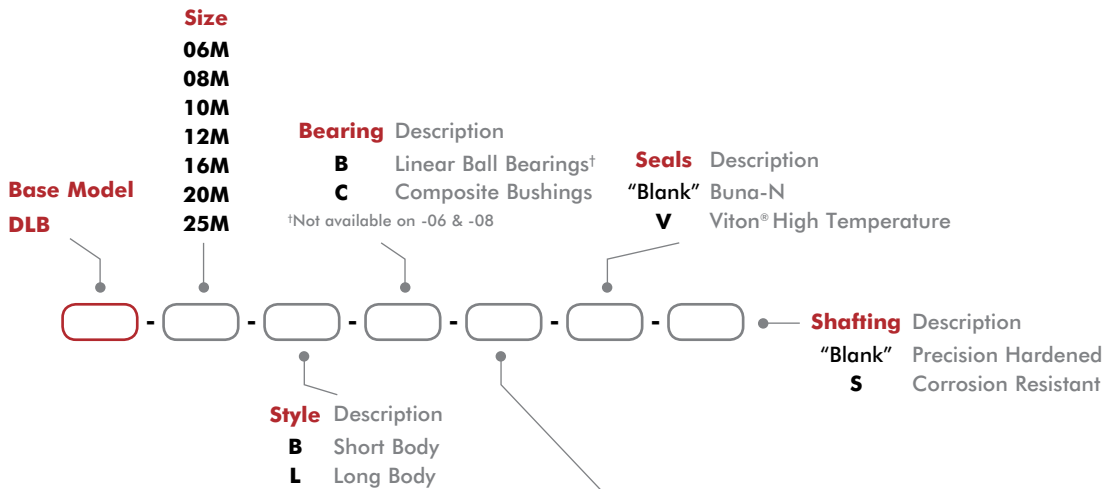 Size
06M
08M
10M
12M
16M
20M
25M
Base Model
DLB
Bearing Description
B Linear Ball Bearings†
C Composite Bushings
†Not available on -06 & -08
Seals Description
"Blank" Buna-N
V Viton® High Temperature
- - - - - -
Shafting Description
"Blank" Precision Hardened
S Corrosion Resistant
Style Description
B Short Body
L Long Body